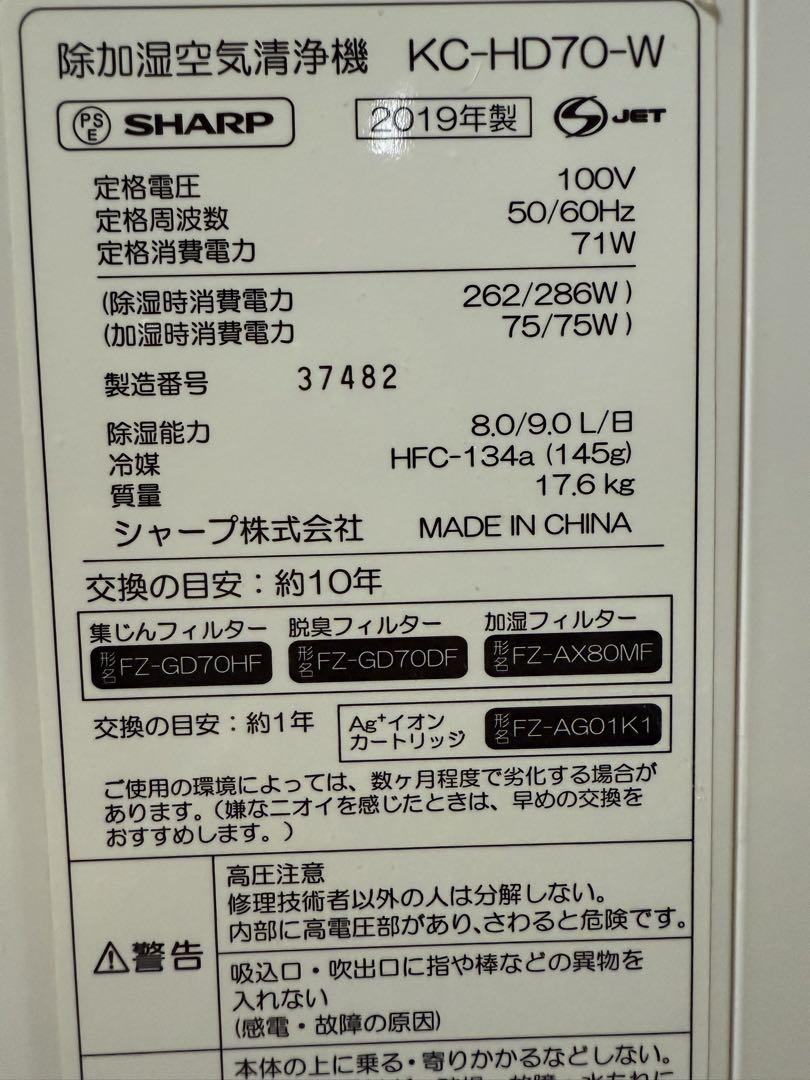 除加湿空気清浄機 KC-HD70-W
PSE SHARP 2019年製 S JET
定格電圧 100V
定格周波数 50/60Hz
定格消費電力 71W
(除湿時消費電力 262/286W)
(加湿時消費電力 75/75W)
製造番号 37482
除湿能力 8.0/9.0 L/日
冷媒 HFC-134a (145g)
質量 17.6 kg
シャープ株式会社 MADE IN CHINA
交換の目安：約10年
集じんフィルター 脱臭フィルター 加湿フィルター
形名 FZ-GD70HF 形名 FZ-GD70DF 形名 FZ-AX80MF
交換の目安：約1年 Ag⁺イオン
カートリッジ 形名 FZ-AG01K1
ご使用の環境によっては、数ヶ月程度で劣化する場合が
あります。（嫌なニオイを感じたときは、早めの交換を
おすすめします。）
⚠警告
高圧注意
修理技術者以外の人は分解しない。
内部に高電圧部があり、さわると危険です。
吸込口・吹出口に指や棒などの異物を
入れない
(感電・故障の原因)
本体の上に乗る・寄りかかるなどしない。